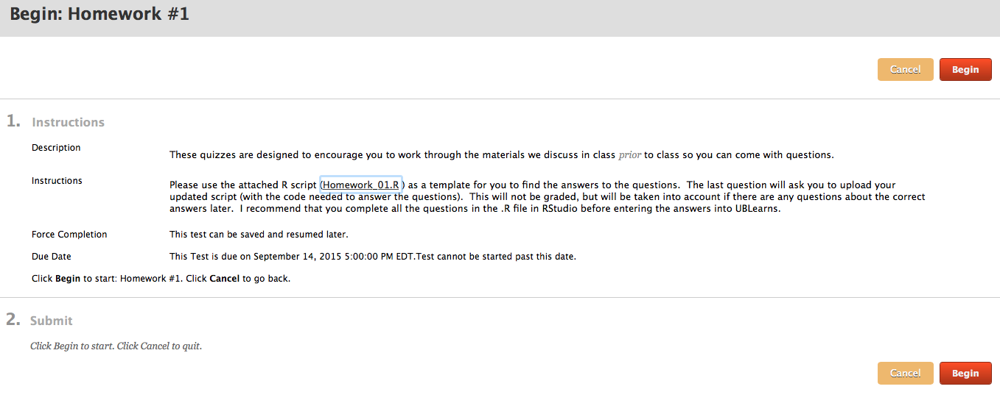 Begin: Homework #1
Cancel Begin
1. Instructions
Description
These quizzes are designed to encourage you to work through the materials we discuss in class prior to class so you can come with questions.
Instructions
Please use the attached R script (Homework_01.R ) as a template for you to find the answers to the questions. The last question will ask you to upload your
updated script (with the code needed to answer the questions). This will not be graded, but will be taken into account if there are any questions about the correct
answers later. I recommend that you complete all the questions in the .R file in RStudio before entering the answers into UBLearns.
Force Completion
This test can be saved and resumed later.
Due Date
This Test is due on September 14, 2015 5:00:00 PM EDT.Test cannot be started past this date.
Click Begin to start: Homework #1. Click Cancel to go back.
2. Submit
Click Begin to start. Click Cancel to quit.
Cancel Begin